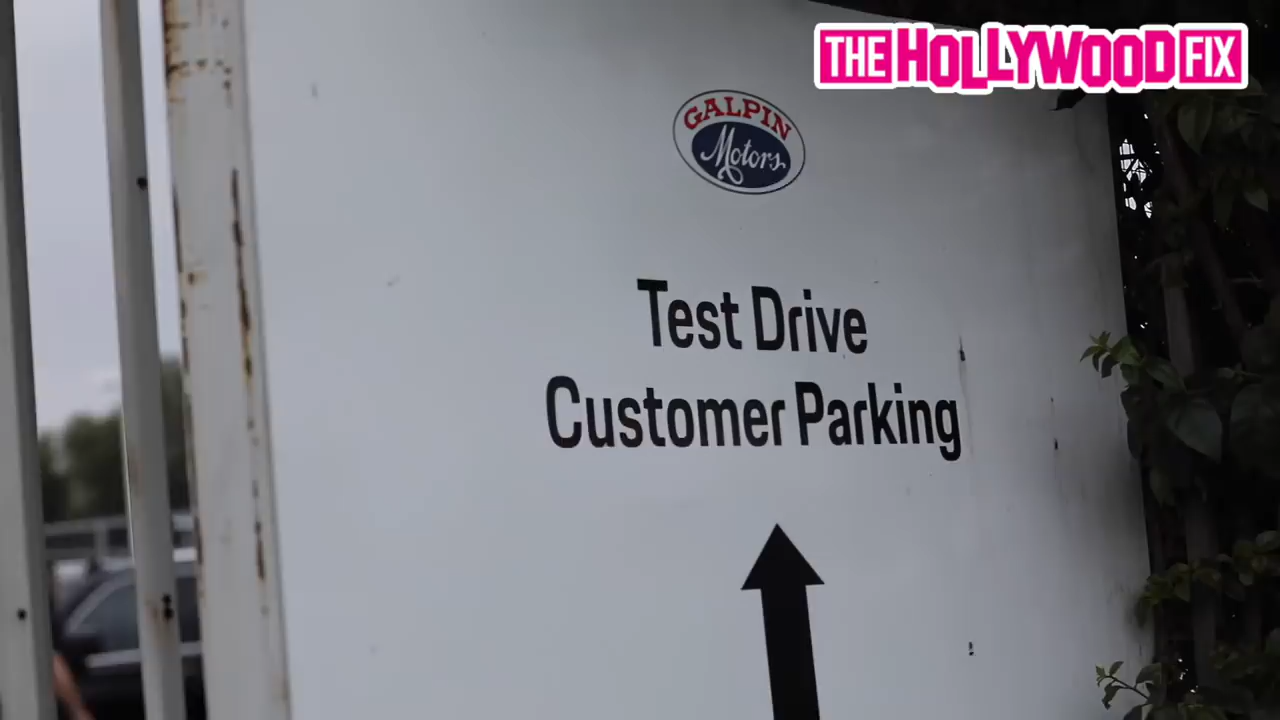 THE HOLLYWOOD FIX
GALPIN
Motors
Test Drive
Customer Parking